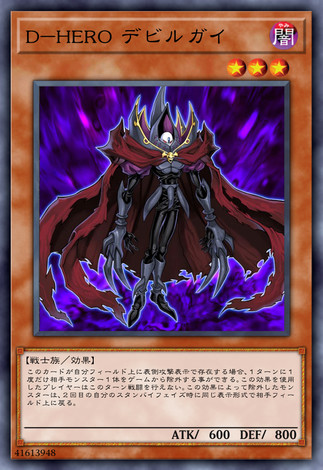 D-HERO デビルガイ
やみ
闇
【戦士族/効果】
このカードが自分フィールド上に表側攻撃表示で存在する場合、1ターンに1
度だけ相手モンスター1体をゲームから除外する事ができる。この効果を使用
したプレイヤーはこのターン戦闘を行えない。この効果によって除外したモン
スターは、2回目の自分のスタンバイフェイズ時に同じ表示形式で相手フィー
ルド上に戻る。
ATK/ 600 DEF/ 800
41613948